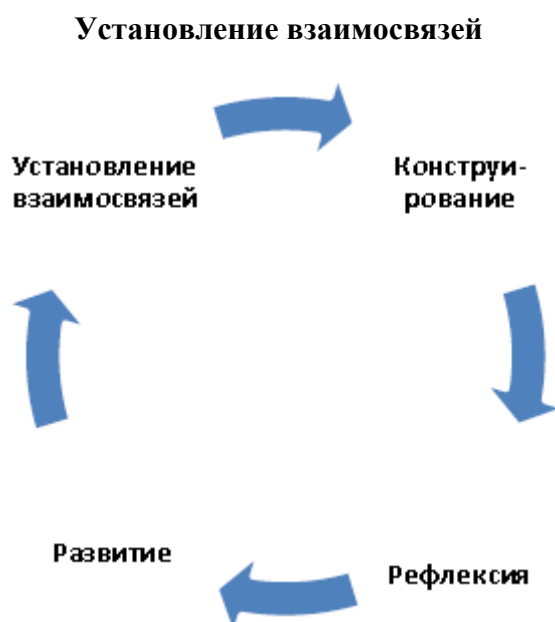 Установление взаимосвязей
Установление
взаимосвязей
Конструи-
рование
Развитие
Рефлексия